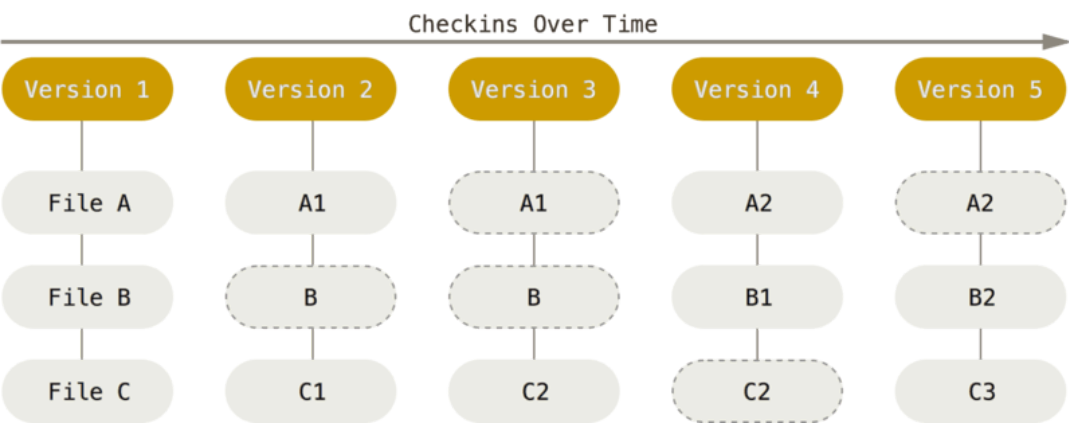 Checkins Over Time
Version 1 Version 2 Version 3 Version 4 Version 5
File A A1 A1 A2 A2
File B B B B1 B2
File C C1 C2 C2 C3